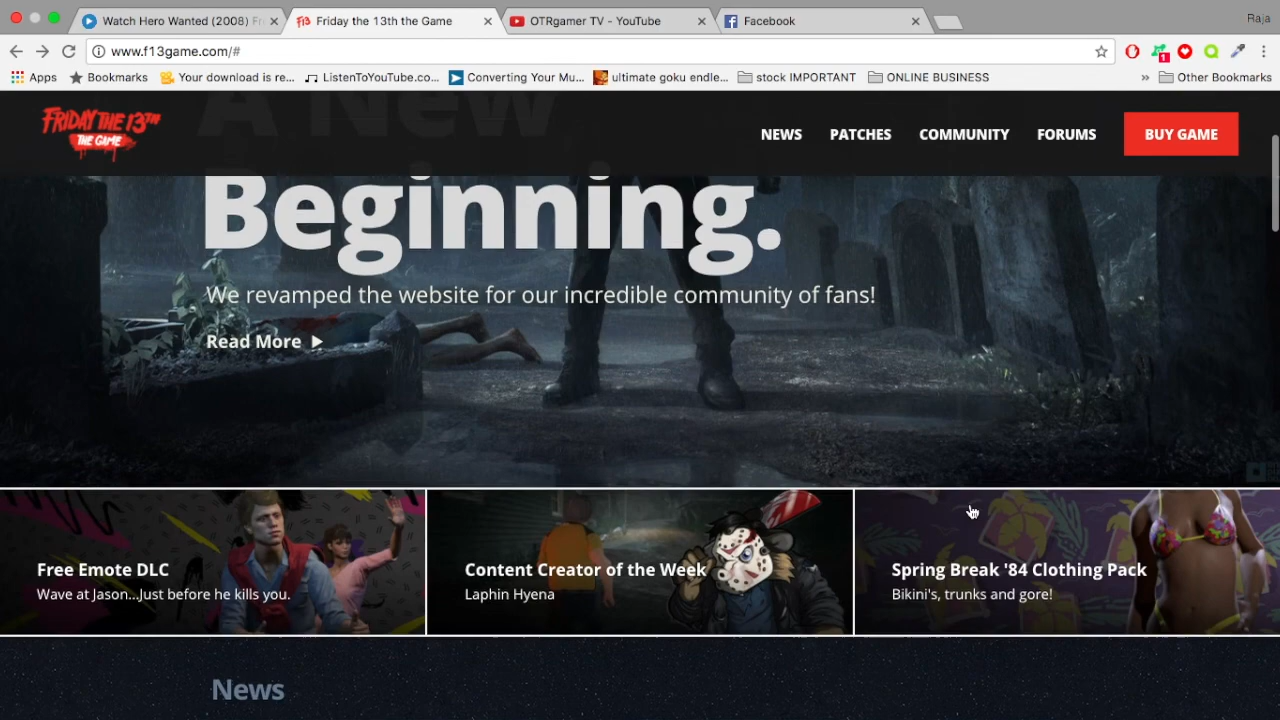 Watch Hero Wanted (2008) Fr
Friday the 13th the Game
OTRgamer TV - YouTube
Facebook
Raja
www.f13game.com/#
1
Apps
Bookmarks
Your download is re...
ListenToYouTube.co...
Converting Your Mu...
ultimate goku endle...
stock IMPORTANT
ONLINE BUSINESS
»
Other Bookmarks
FRIDAY THE 13TH
THE GAME
NEWS
PATCHES
COMMUNITY
FORUMS
BUY GAME
A New
Beginning.
We revamped the website for our incredible community of fans!
Read More
Free Emote DLC
Wave at Jason...Just before he kills you.
Content Creator of the Week
Laphin Hyena
Spring Break '84 Clothing Pack
Bikini's, trunks and gore!
News